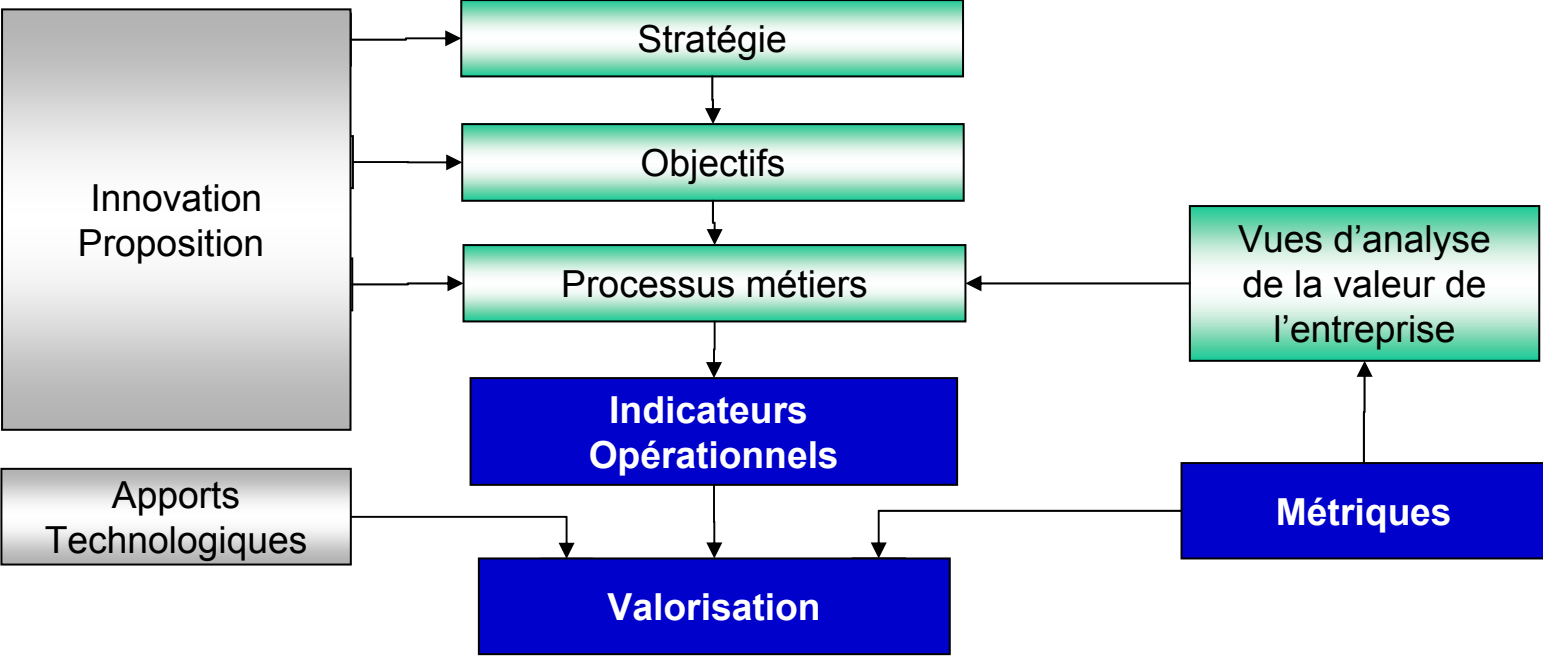 Stratégie
Objectifs
Innovation
Proposition
Processus métiers
Vues d’analyse
de la valeur de
l’entreprise
Indicateurs
Opérationnels
Apports
Technologiques
Métriques
Valorisation